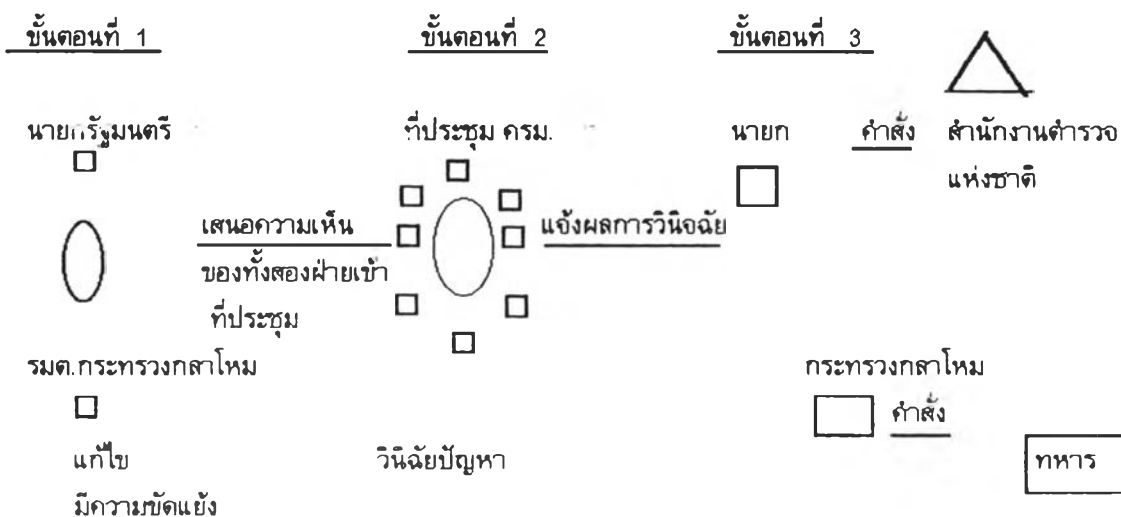 ขั้นตอนที่ 1 ขั้นตอนที่ 2 ขั้นตอนที่ 3
นายกรัฐมนตรี ที่ประชุม ครม. นายก คำสั่ง สำนักงานตำรวจ
แห่งชาติ
เสนอความเห็น แจ้งผลการวินิจฉัย
ของทั้งสองฝ่ายเข้า
ที่ประชุม
รมต.กระทรวงกลาโหม กระทรวงกลาโหม
คำสั่ง
แก้ไข วินิฉัยปัญหา ทหาร
มีความขัดแย้ง